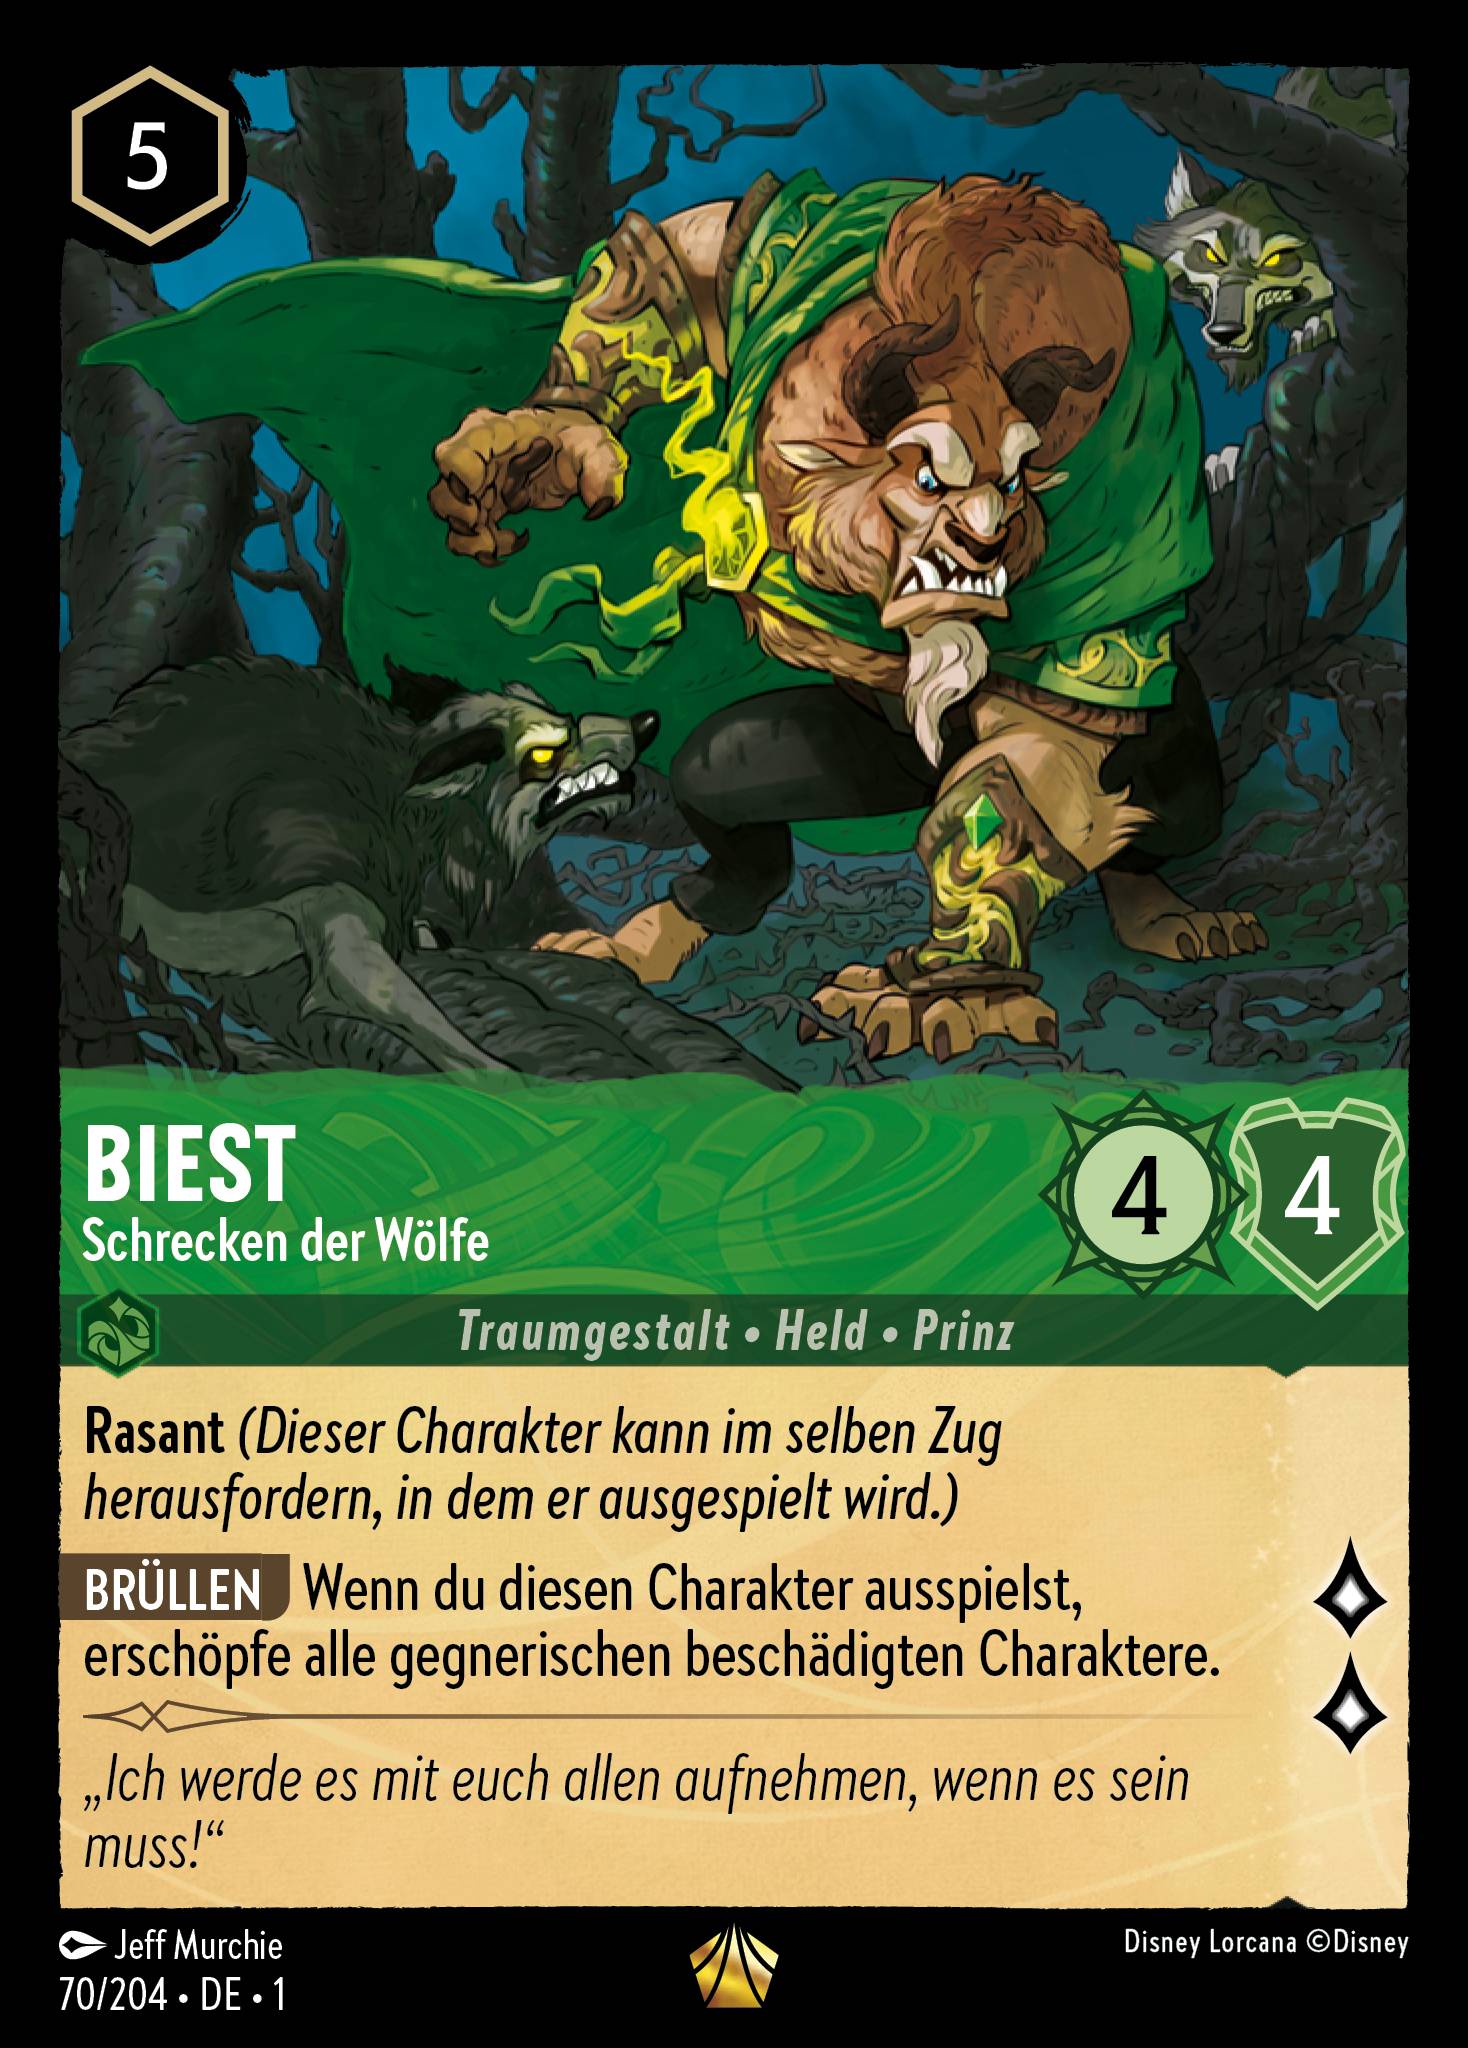 5
BIEST
Schrecken der Wölfe
4
4
Traumgestalt • Held • Prinz
Rasant (Dieser Charakter kann im selben Zug
herausfordern, in dem er ausgespielt wird.)
BRÜLLEN Wenn du diesen Charakter ausspielst,
erschöpfe alle gegnerischen beschädigten Charaktere.
„Ich werde es mit euch allen aufnehmen, wenn es sein
muss!“
Jeff Murchie
Disney Lorcana ©Disney
70/204 • DE • 1